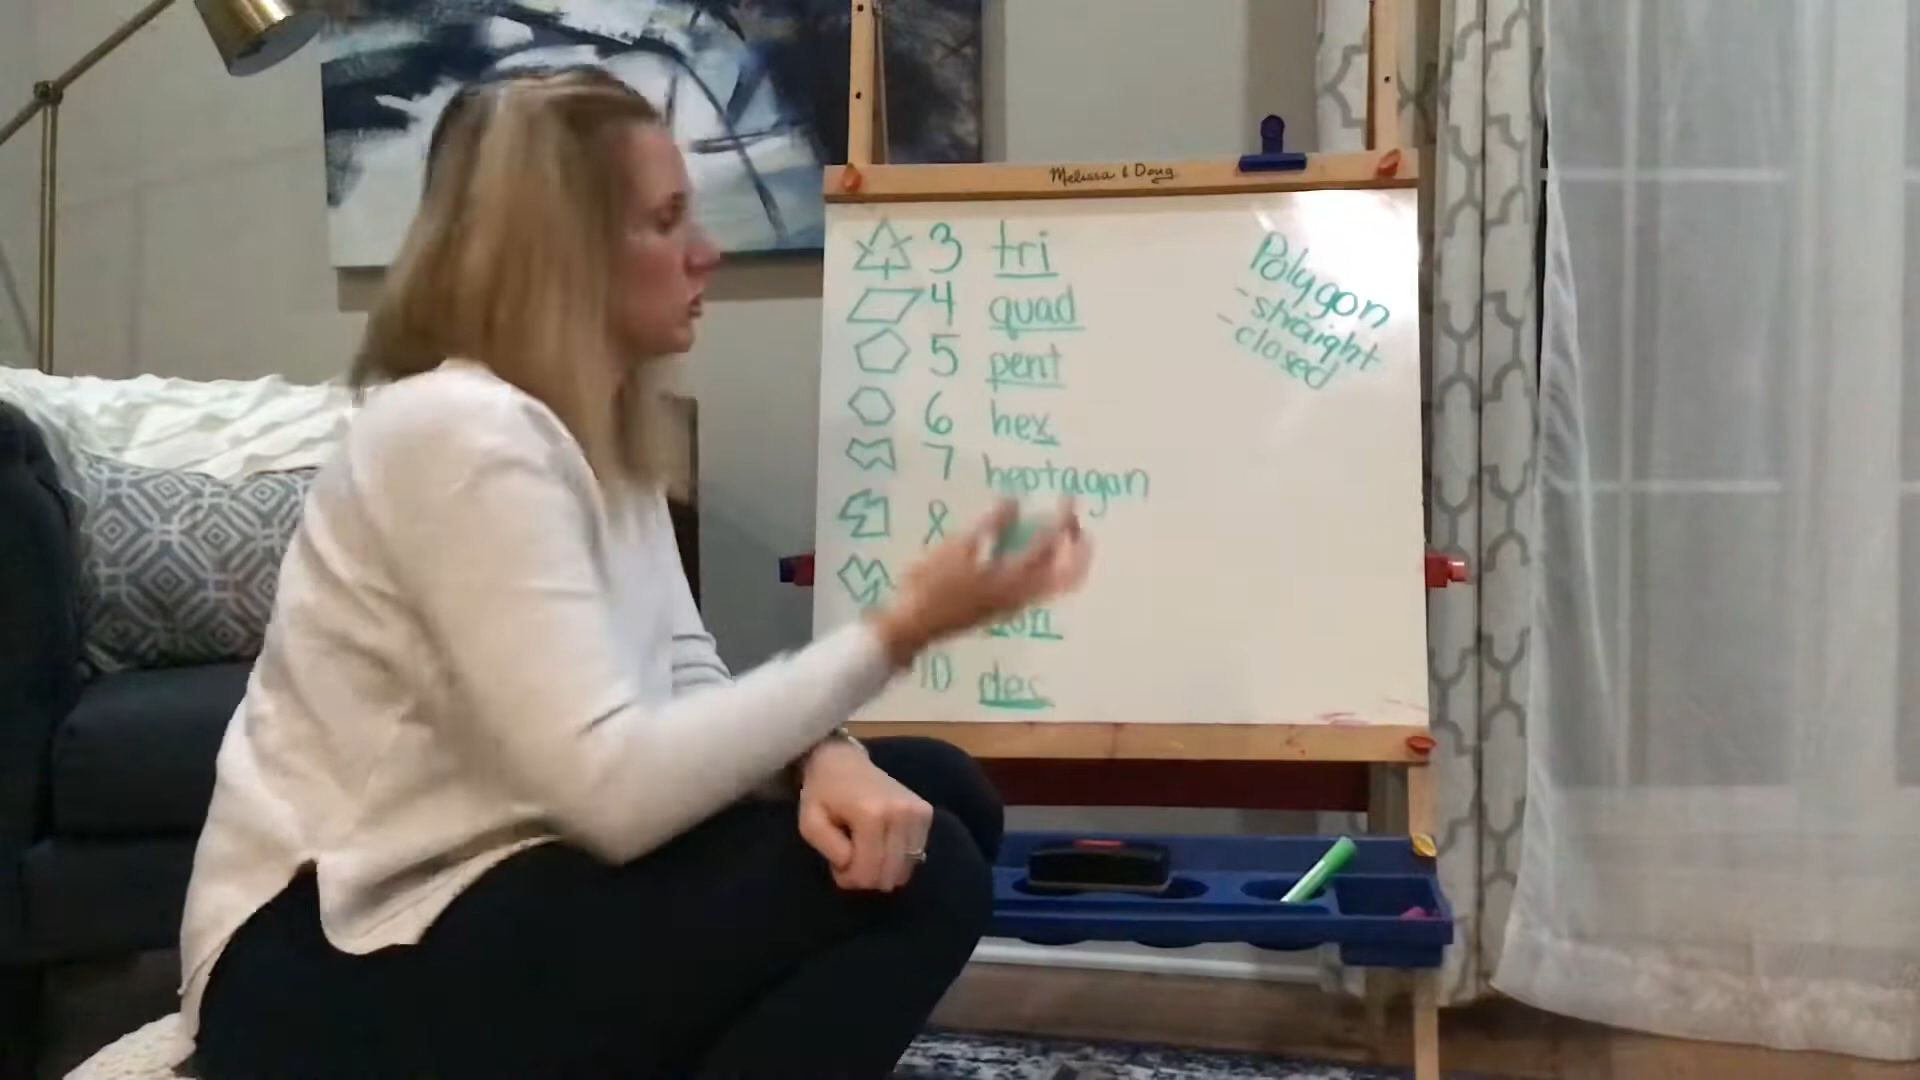 Melissa & Doug
3 tri
4 quad
5 pent
6 hex
7 heptagon
8
10 dec
Polygon
- straight
- closed